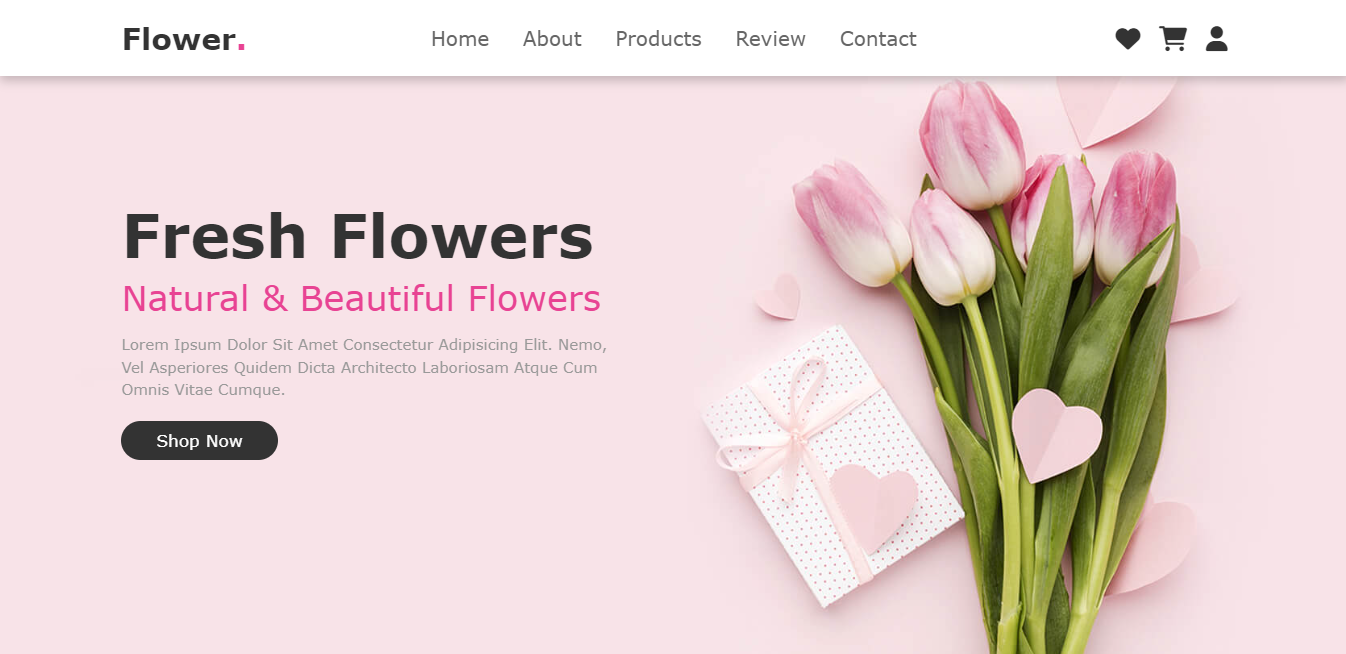 Flower.
Home About Products Review Contact
Fresh Flowers
Natural & Beautiful Flowers
Lorem Ipsum Dolor Sit Amet Consectetur Adipisicing Elit. Nemo,
Vel Asperiores Quidem Dicta Architecto Laboriosam Atque Cum
Omnis Vitae Cumque.
Shop Now